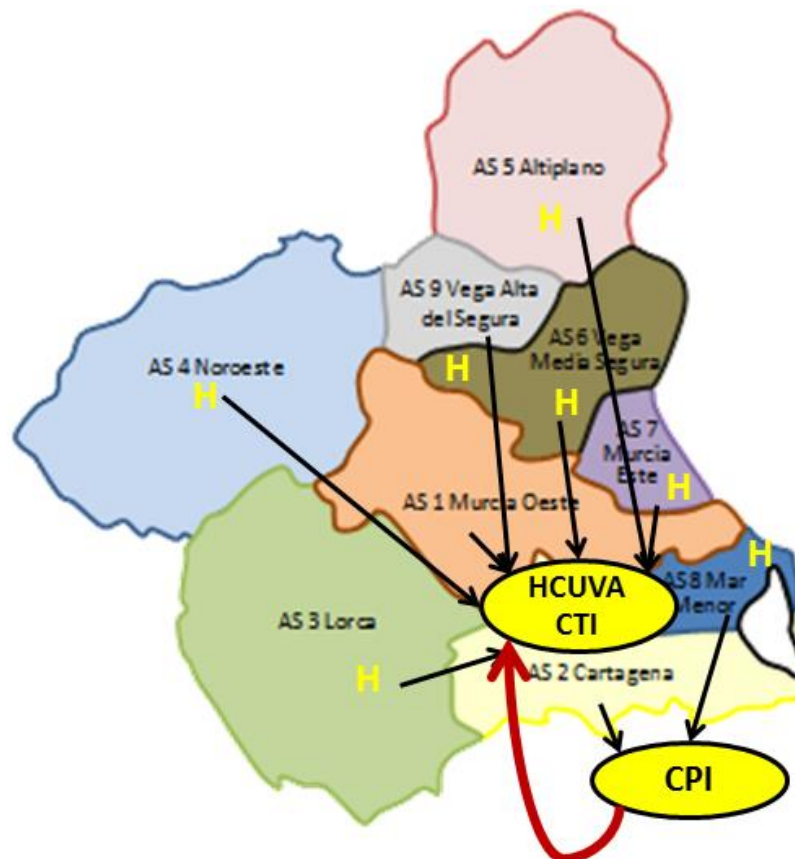 AS 5 Altiplano
H
AS 9 Vega Alta
del Segura
AS 6 Vega
Media Segura
H
AS 4 Noroeste
H
H
AS 7
Murcia
Este
H
AS 1 Murcia Oeste
H
HCUVA
CTI
AS 8 Mar
Menor
AS 3 Lorca
H
AS 2 Cartagena
CPI